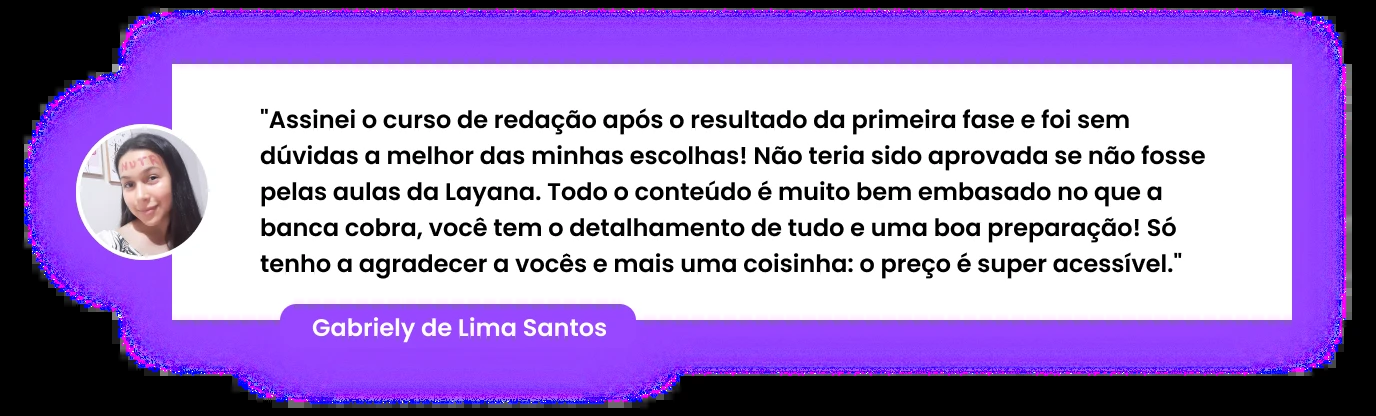 "Assinei o curso de redação após o resultado da primeira fase e foi sem
dúvidas a melhor das minhas escolhas! Não teria sido aprovada se não fosse
pelas aulas da Layana. Todo o conteúdo é muito bem embasado no que a
banca cobra, você tem o detalhamento de tudo e uma boa preparação! Só
tenho a agradecer a vocês e mais uma coisinha: o preço é super acessível."
Gabriely de Lima Santos